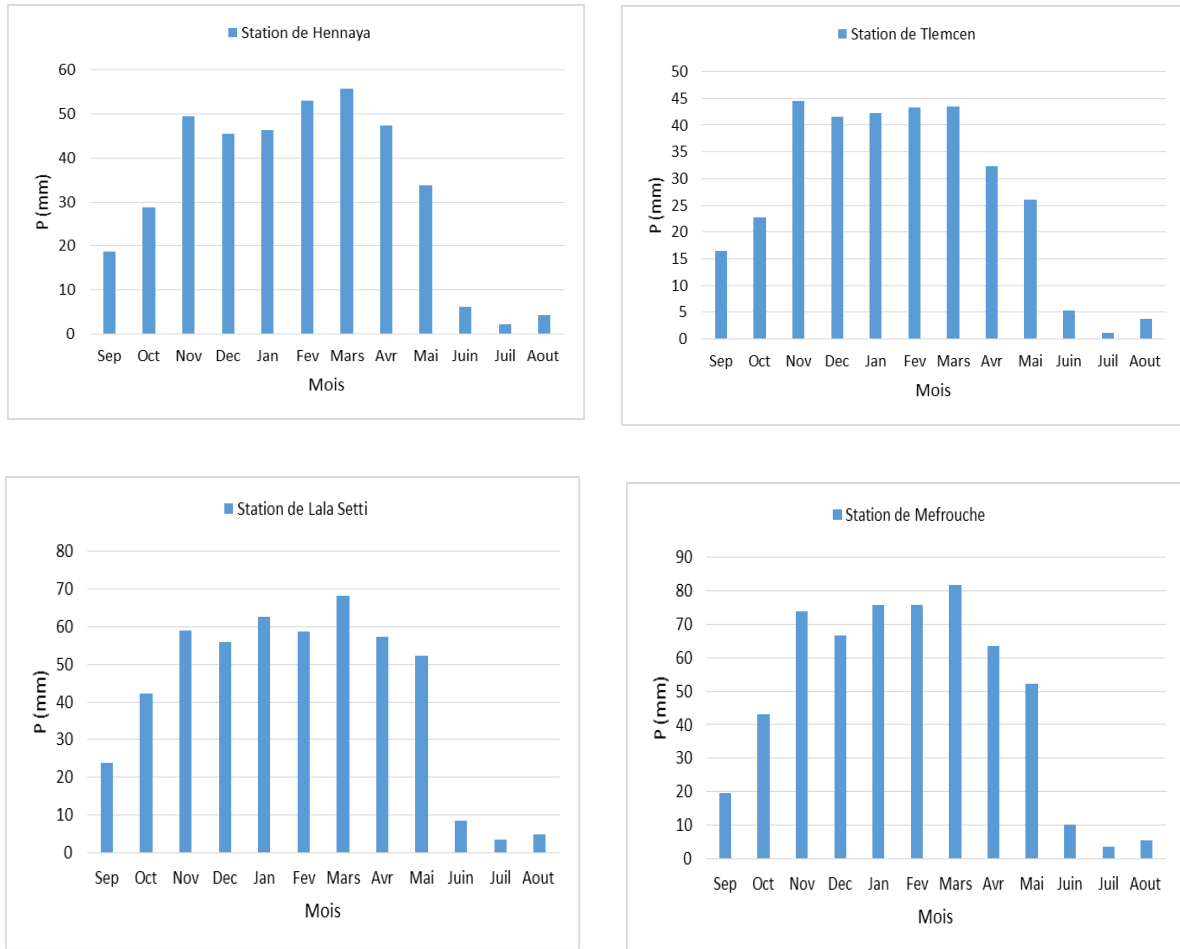 Station de Hennaya
P (mm)
60
50
40
30
20
10
0
Sep Oct Nov Dec Jan Fev Mars Avr Mai Juin Juil Aout
Mois
Station de Tlemcen
P (mm)
50
45
40
35
30
25
20
15
10
5
0
Sep Oct Nov Dec Jan Fev Mars Avr Mai Juin Juil Aout
Mois
Station de Lala Setti
P (mm)
80
70
60
50
40
30
20
10
0
Sep Oct Nov Dec Jan Fev Mars Avr Mai Juin Juil Aout
Mois
Station de Mefrouche
P (mm)
90
80
70
60
50
40
30
20
10
0
Sep Oct Nov Dec Jan Fev Mars Avr Mai Juin Juil Aout
Mois